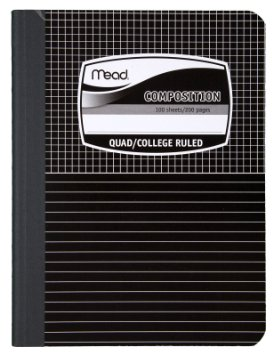 Mead
COMPOSITION
100 sheets/200 pages
QUAD/COLLEGE RULED